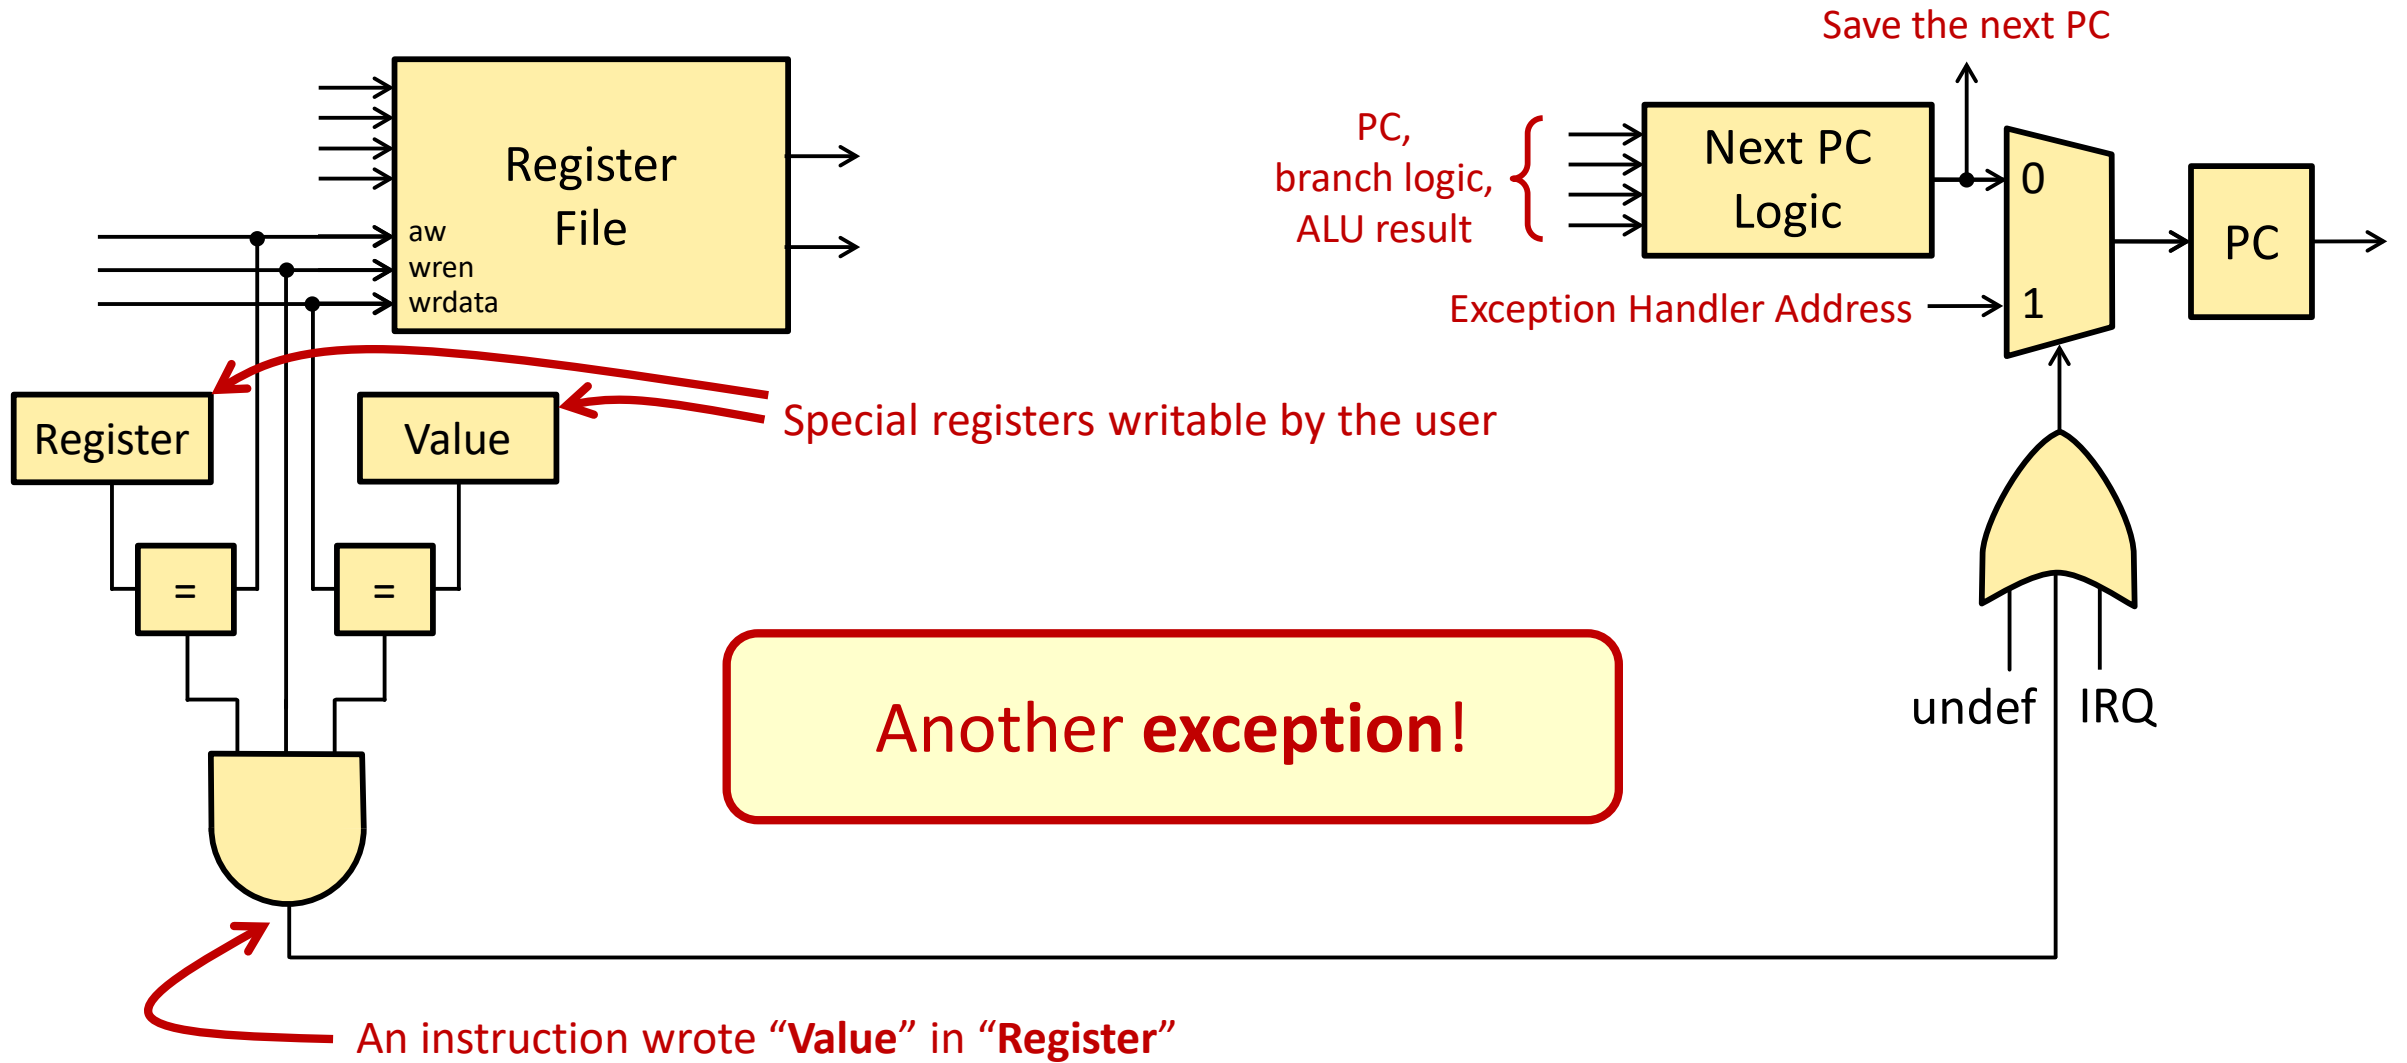 Save the next PC
Register
File
aw
wren
wrdata
PC,
branch logic,
ALU result
Next PC
Logic
0
1
PC
Exception Handler Address
Register
Value
Special registers writable by the user
=
=
Another exception!
undef
IRQ
An instruction wrote “Value” in “Register”